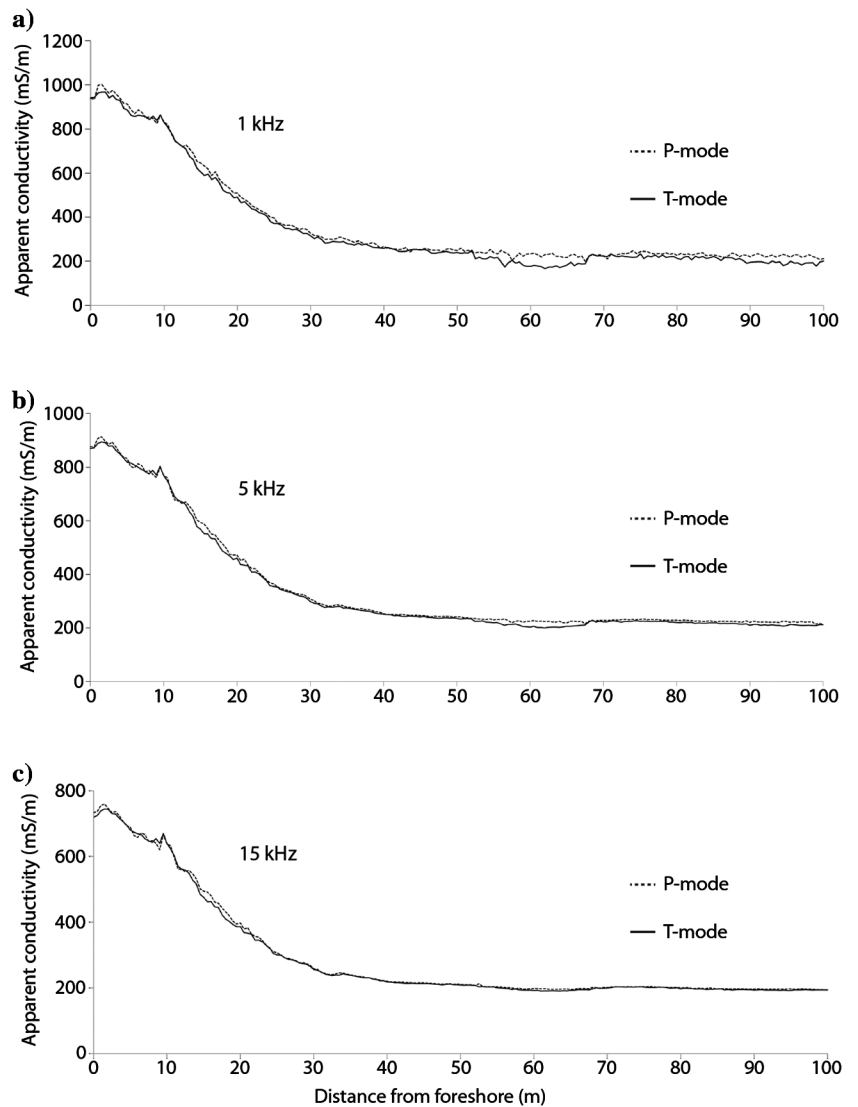 a)
Apparent conductivity (mS/m)
1200
1000
800
600
400
200
0
1 kHz
P-mode
T-mode
0 10 20 30 40 50 60 70 80 90 100
b)
Apparent conductivity (mS/m)
1000
800
600
400
200
0
5 kHz
P-mode
T-mode
0 10 20 30 40 50 60 70 80 90 100
c)
Apparent conductivity (mS/m)
800
600
400
200
0
15 kHz
P-mode
T-mode
0 10 20 30 40 50 60 70 80 90 100
Distance from foreshore (m)